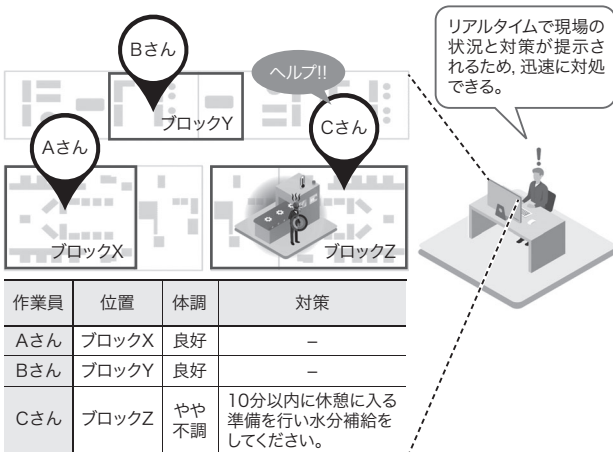 Bさん
ヘルプ!!
ブロックY
Cさん
Aさん
ブロックX
ブロックZ
リアルタイムで現場の
状況と対策が提示さ
れるため,迅速に対処
できる。
!
作業員 位置 体調 対策
Aさん ブロックX 良好 –
Bさん ブロックY 良好 –
Cさん ブロックZ やや
不調
10分以内に休憩に入る
準備を行い水分補給を
してください。